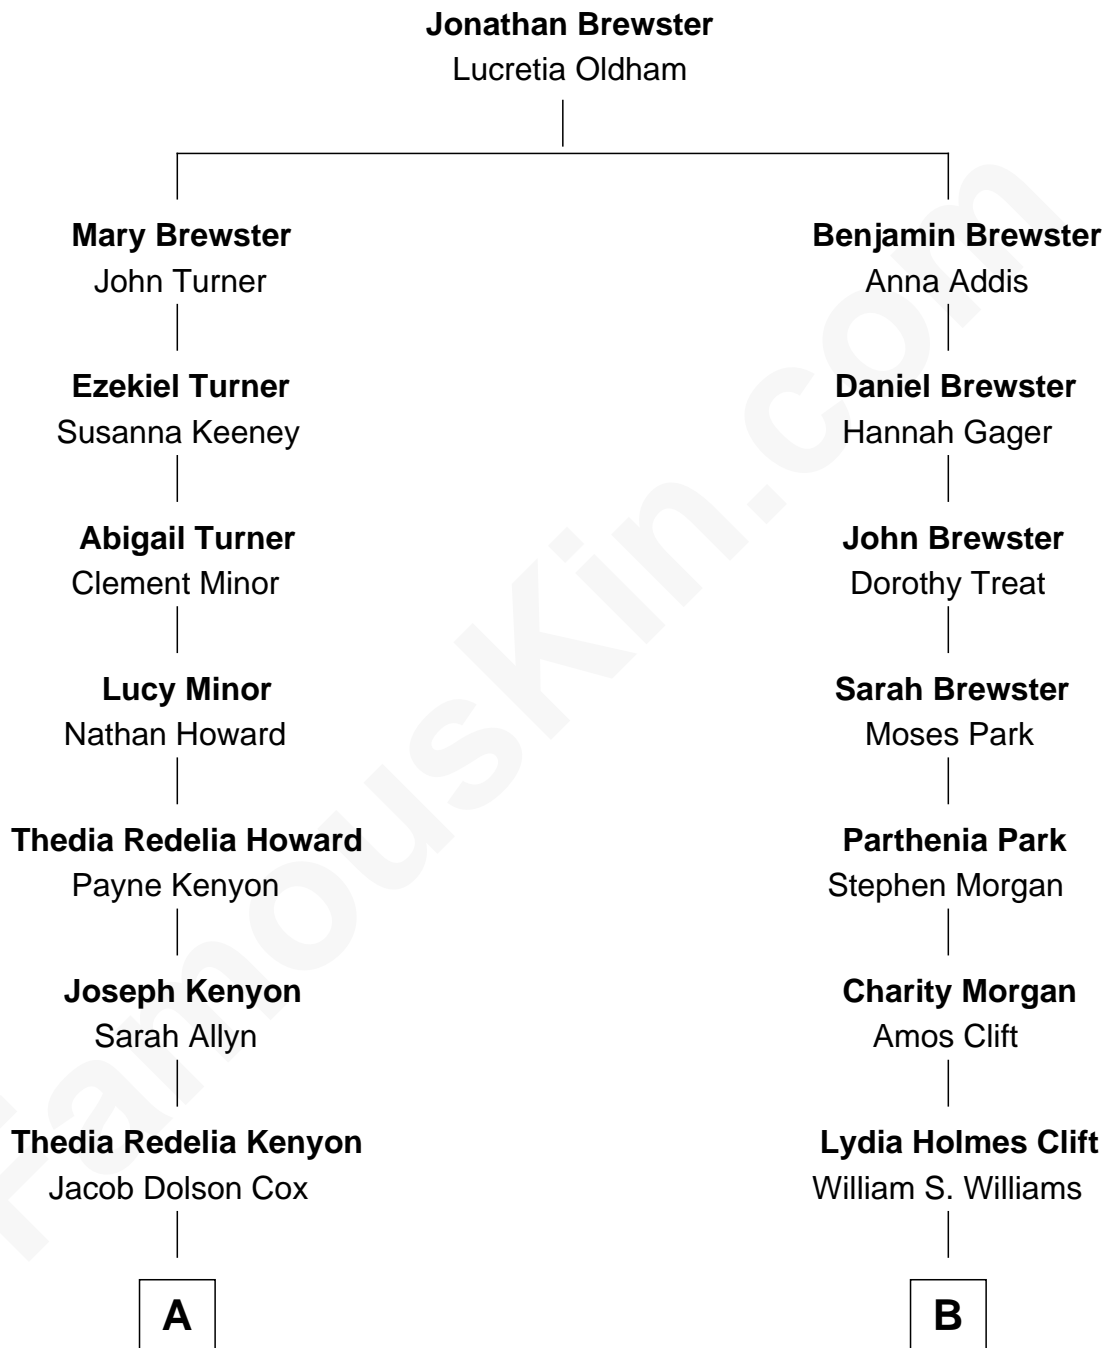 Jonathan Brewster
Lucretia Oldham
Mary Brewster
John Turner
Benjamin Brewster
Anna Addis
Ezekiel Turner
Susanna Keeney
Daniel Brewster
Hannah Gager
Abigail Turner
Clement Minor
John Brewster
Dorothy Treat
Lucy Minor
Nathan Howard
Sarah Brewster
Moses Park
Thedia Redelia Howard
Payne Kenyon
Parthenia Park
Stephen Morgan
Joseph Kenyon
Sarah Allyn
Charity Morgan
Amos Clift
Thedia Redelia Kenyon
Jacob Dolson Cox
Lydia Holmes Clift
William S. Williams
A
B
FamousKin.com